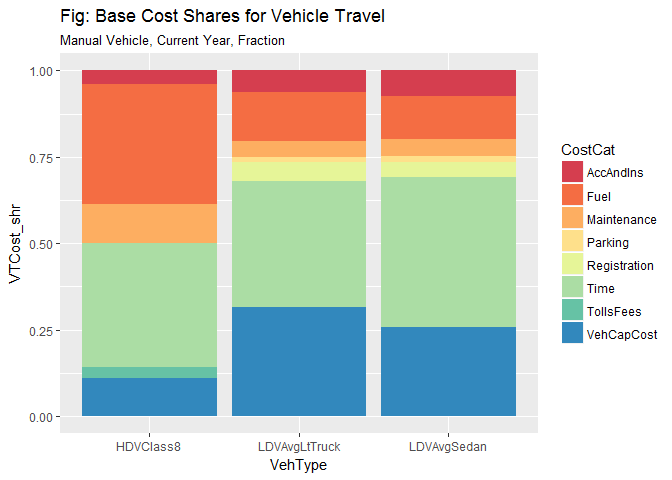 Fig: Base Cost Shares for Vehicle Travel
Manual Vehicle, Current Year, Fraction
1.00
0.75
0.50
0.25
0.00
VTCost_shr
HDVClass8
LDVAvgLtTruck
LDVAvgSedan
VehType
CostCat
AccAndIns
Fuel
Maintenance
Parking
Registration
Time
TollsFees
VehCapCost